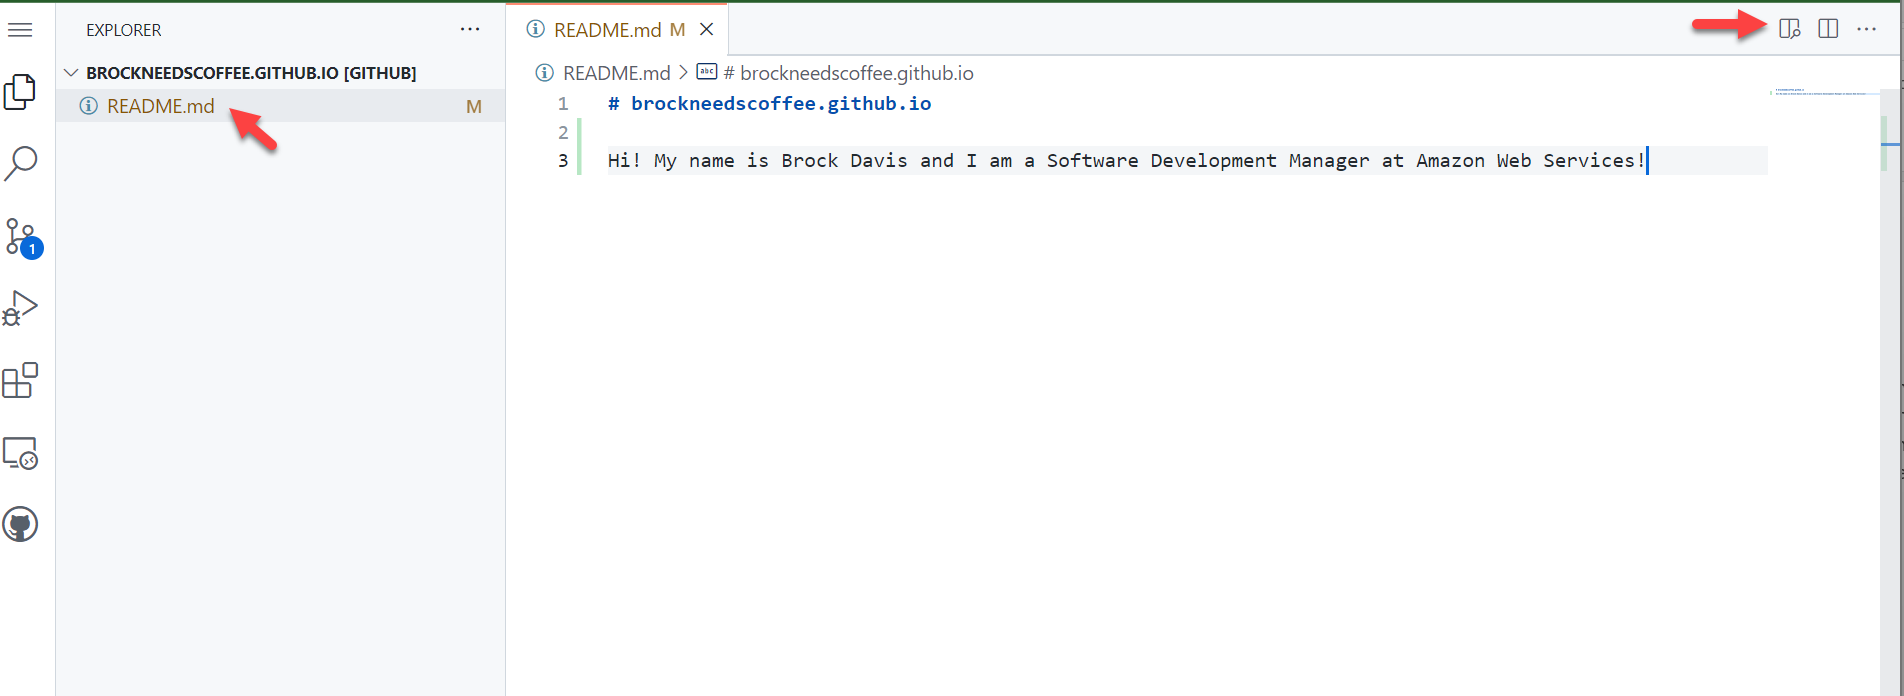 EXPLORER
···
BROCKNEEDSCOFFEE.GITHUB.IO [GITHUB]
README.md M
1
README.md M
···
README.md > abc # brockneedscoffee.github.io
1 # brockneedscoffee.github.io
2
3 Hi! My name is Brock Davis and I am a Software Development Manager at Amazon Web Services!